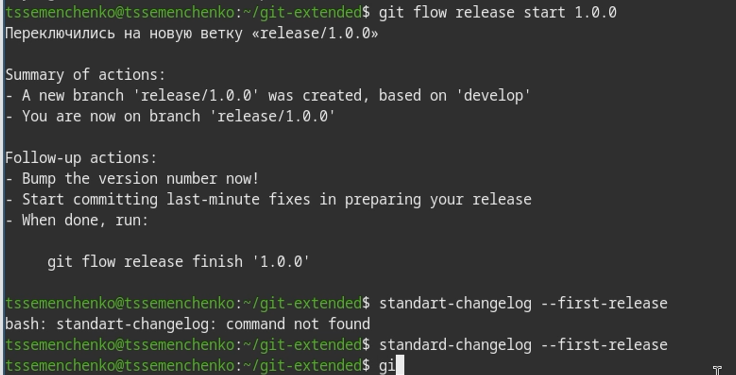 tssemenchenko@tssemenchenko:~/git-extended$ git flow release start 1.0.0
Переключились на новую ветку «release/1.0.0»
Summary of actions:
- A new branch 'release/1.0.0' was created, based on 'develop'
- You are now on branch 'release/1.0.0'
Follow-up actions:
- Bump the version number now!
- Start committing last-minute fixes in preparing your release
- When done, run:
git flow release finish '1.0.0'
tssemenchenko@tssemenchenko:~/git-extended$ standart-changelog --first-release
bash: standart-changelog: command not found
tssemenchenko@tssemenchenko:~/git-extended$ standard-changelog --first-release
tssemenchenko@tssemenchenko:~/git-extended$ gi